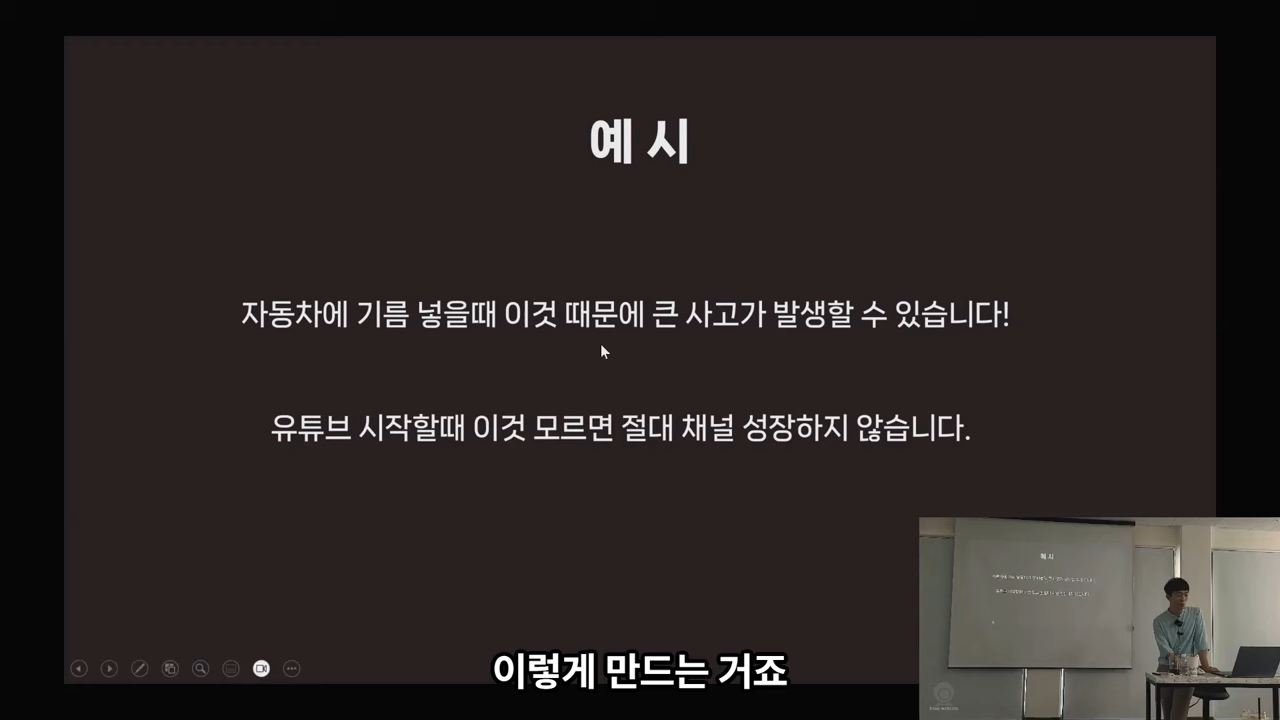 예 시
자동차에 기름 넣을때 이것 때문에 큰 사고가 발생할 수 있습니다!
유튜브 시작할때 이것 모르면 절대 채널 성장하지 않습니다.
예 시
이렇게 만드는 거죠